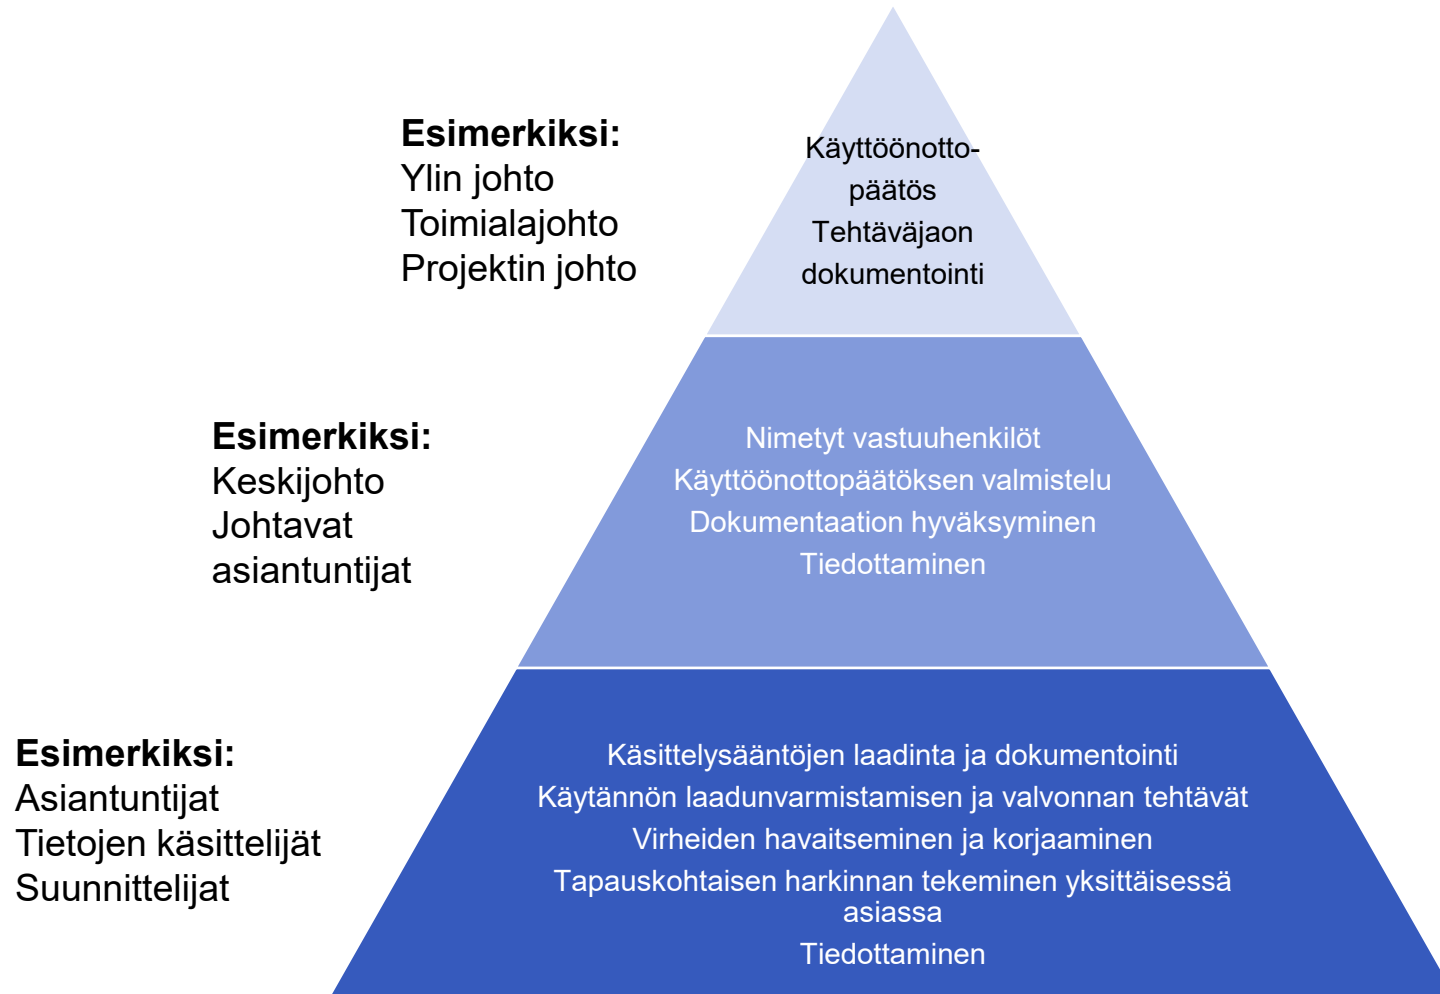 Esimerkiksi:
Ylin johto
Toimialajohto
Projektin johto
Käyttöönotto-
päätös
Tehtäväjaon
dokumentointi
Esimerkiksi:
Keskijohto
Johtavat
asiantuntijat
Nimetyt vastuuhenkilöt
Käyttöönottopäätöksen valmistelu
Dokumentaation hyväksyminen
Tiedottaminen
Esimerkiksi:
Asiantuntijat
Tietojen käsittelijät
Suunnittelijat
Käsittelysääntöjen laadinta ja dokumentointi
Käytännön laadunvarmistamisen ja valvonnan tehtävät
Virheiden havaitseminen ja korjaaminen
Tapauskohtaisen harkinnan tekeminen yksittäisessä
asiassa
Tiedottaminen